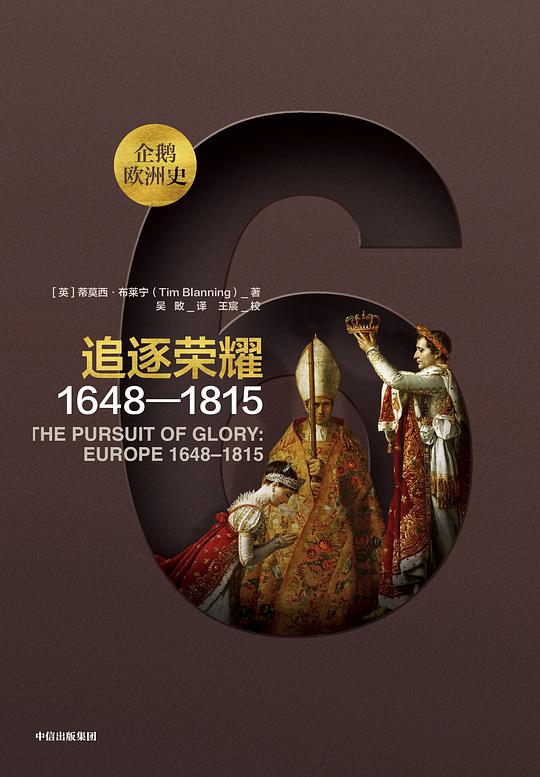 企鹅
欧洲史
［英］蒂莫西·布莱宁（Tim Blanning）_著
吴畋_译 王宸_校
追逐荣耀
1648—1815
THE PURSUIT OF GLORY:
EUROPE 1648–1815
中信出版集团